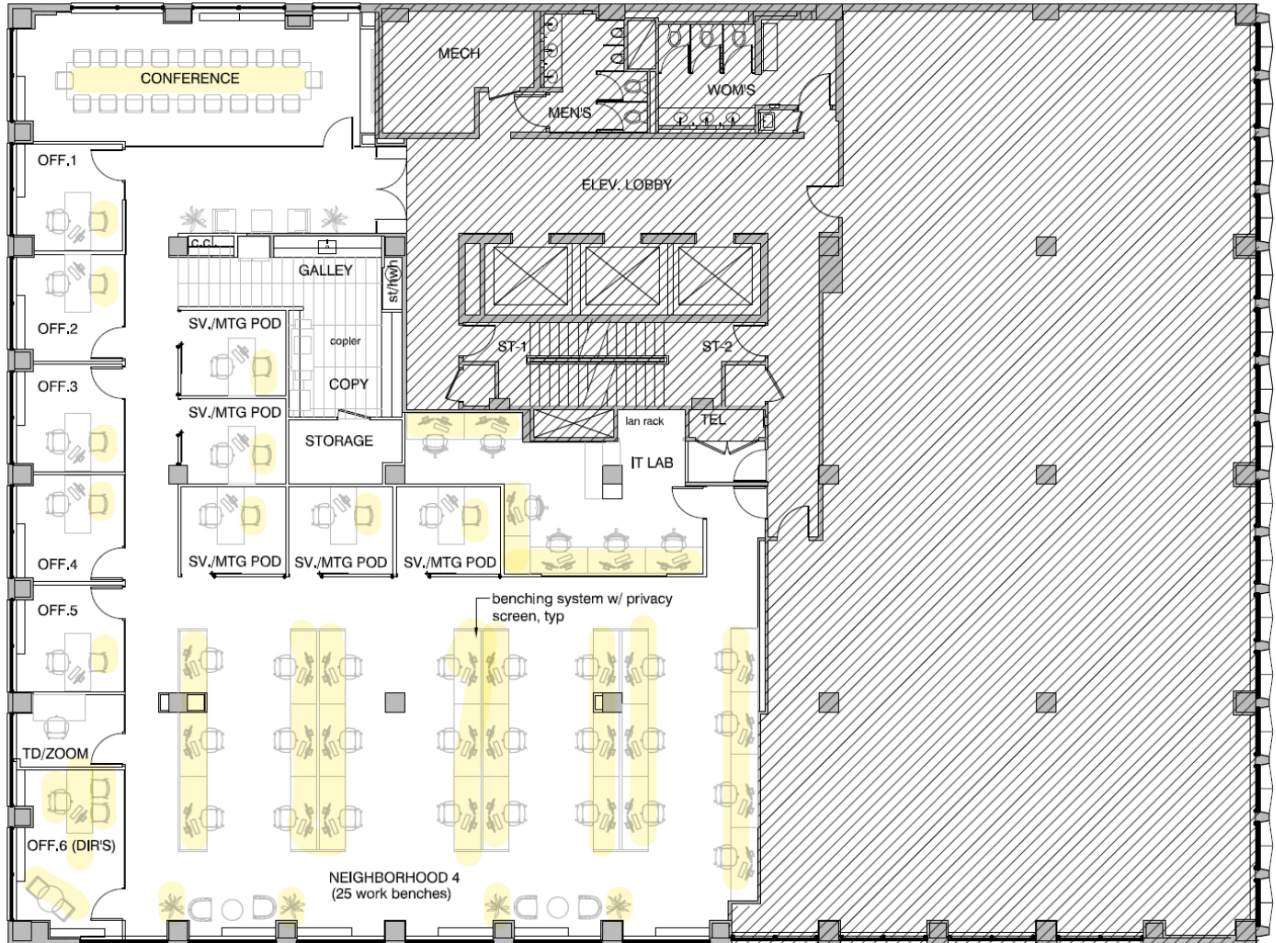 MECH
CONFERENCE
WOM'S
MEN'S
OFF.1
ELEV. LOBBY
c.c.
GALLEY
st/hwh
OFF.2
SV./MTG POD
ST-1
ST-2
copier
OFF.3
COPY
SV./MTG POD
STORAGE
lan rack
TEL
IT LAB
OFF.4
SV./MTG POD
SV./MTG POD
SV./MTG POD
OFF.5
benching system w/ privacy
screen, typ
TD/ZOOM
OFF.6 (DIR'S)
NEIGHBORHOOD 4
(25 work benches)